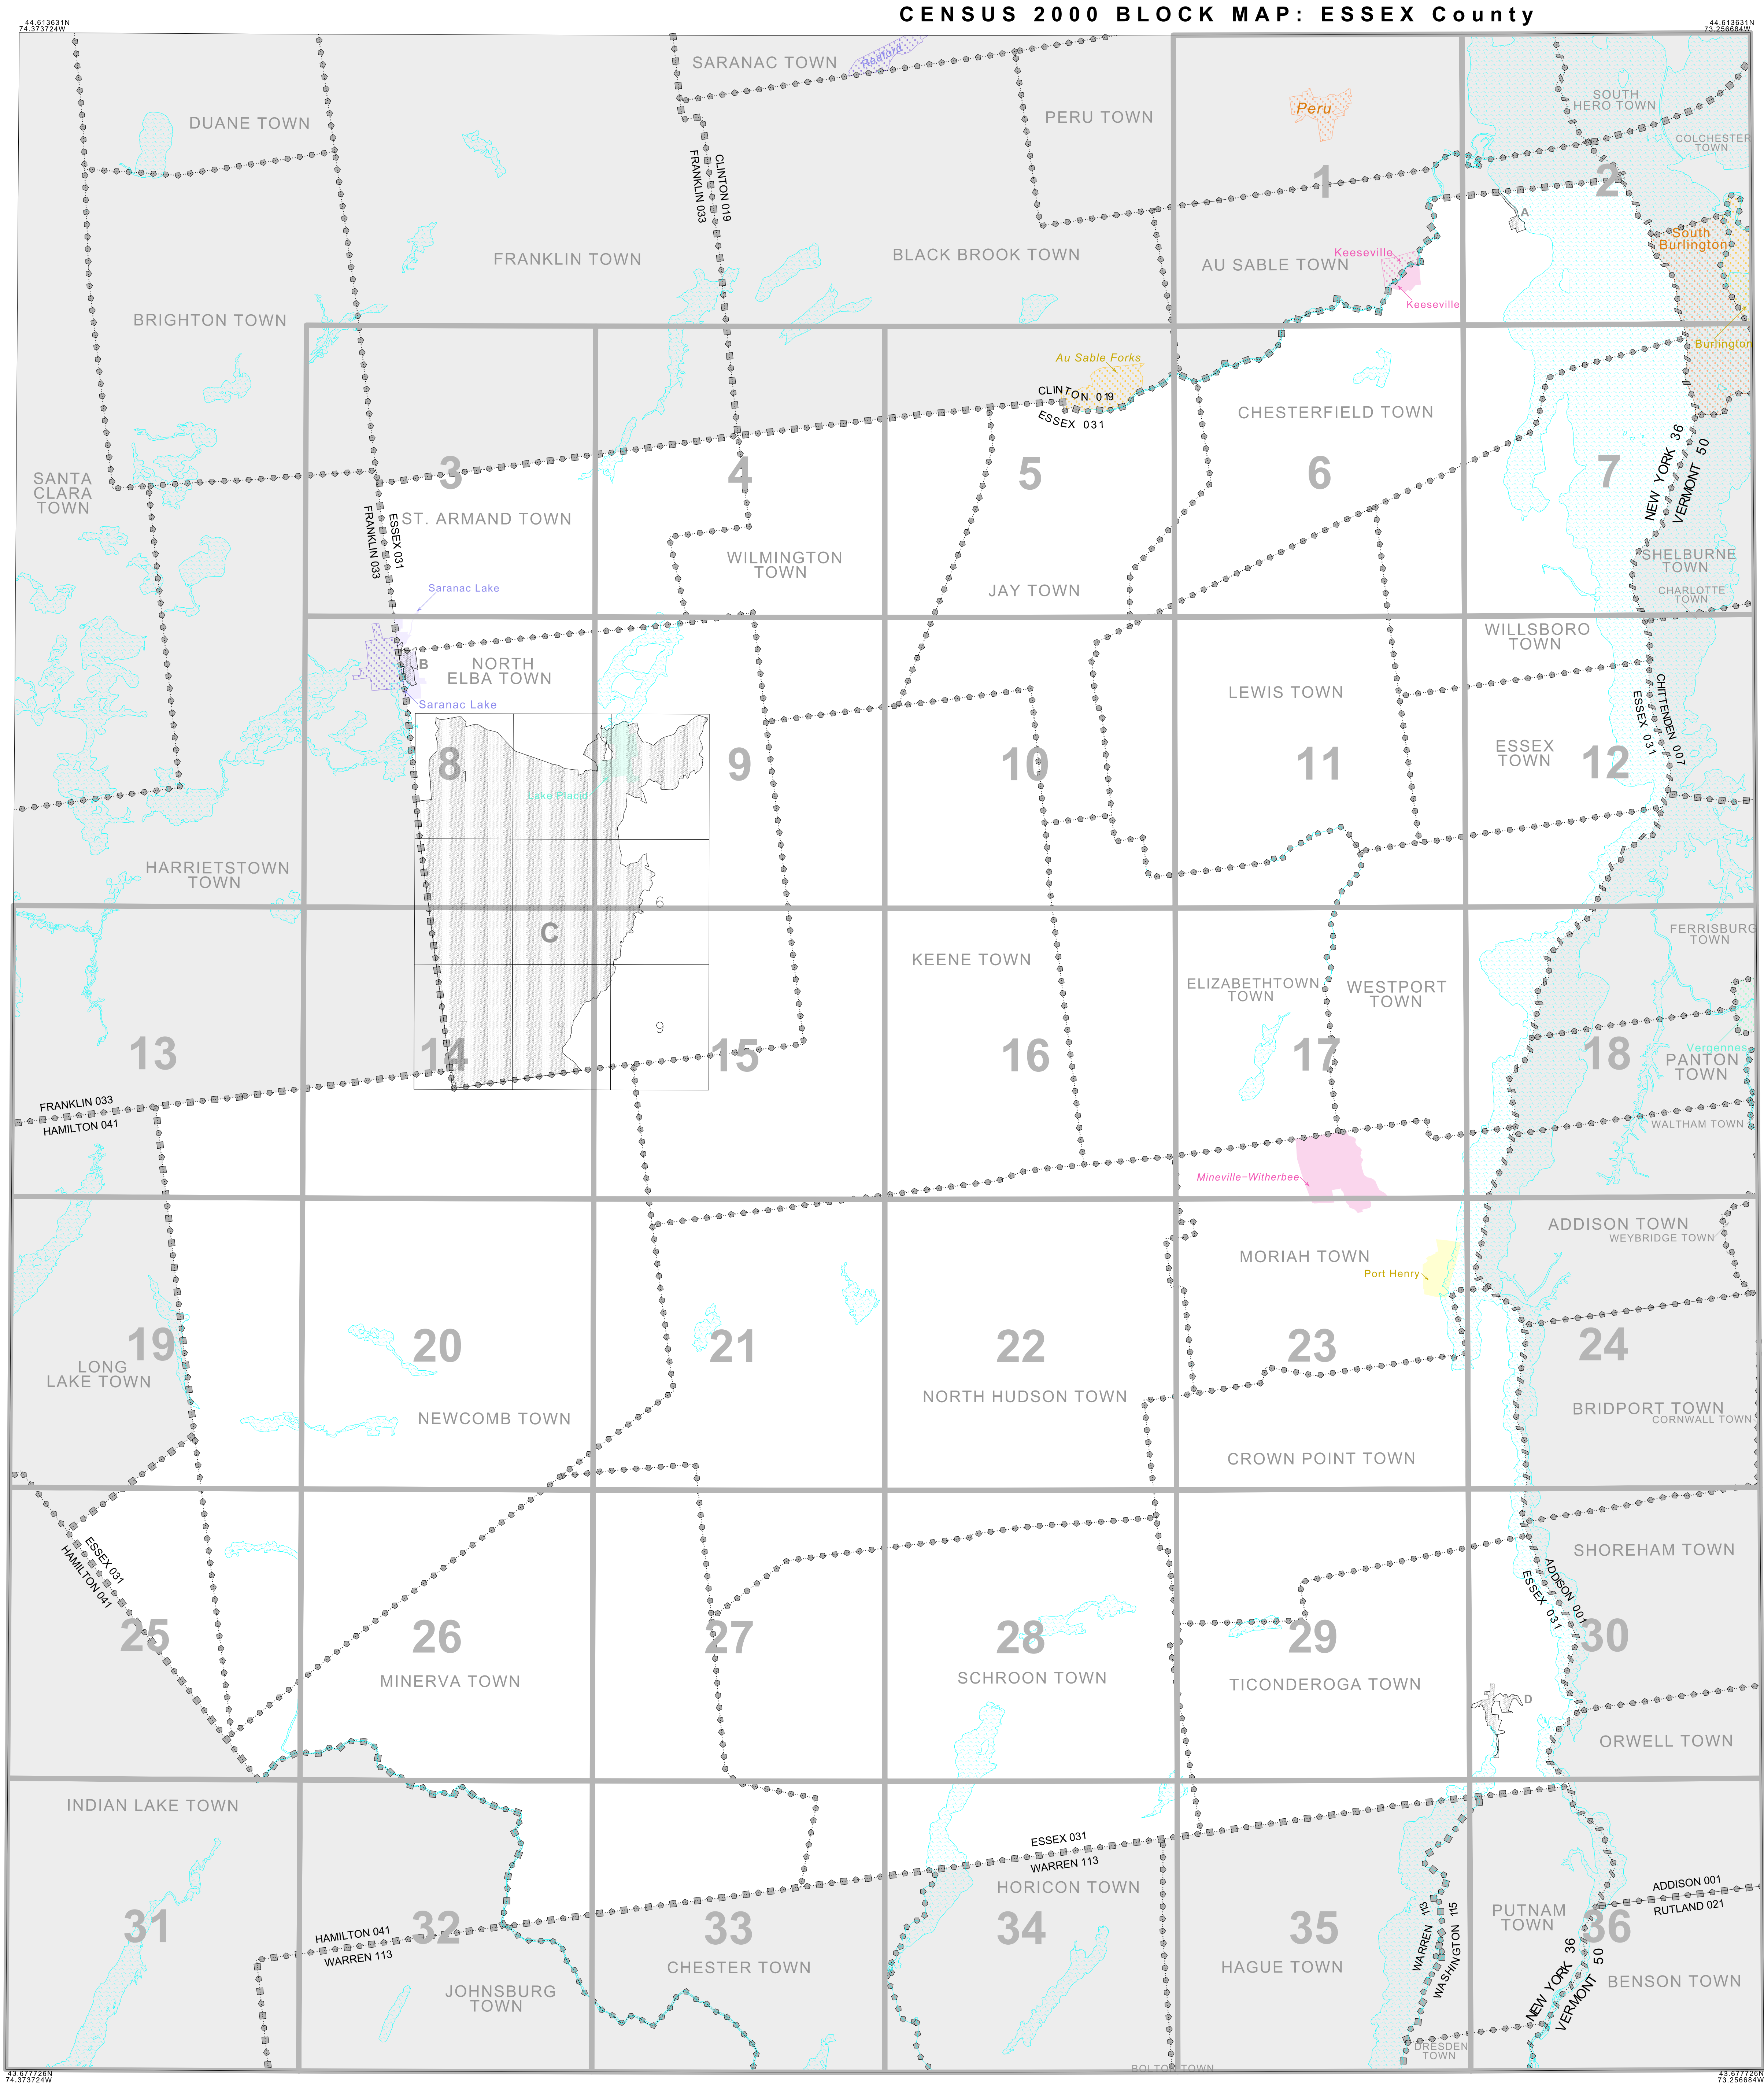 CENSUS 2000 BLOCK MAP: ESSEX County
44.613631N
74.373724W
44.613631N
73.256684W
SARANAC TOWN
Redford
DUANE TOWN
PERU TOWN
Peru
SOUTH
HERO TOWN
COLCHESTER
TOWN
CLINTON 019
FRANKLIN 033
1
2
A
FRANKLIN TOWN
BLACK BROOK TOWN
AU SABLE TOWN
Keeseville
Keeseville
South
Burlington
BRIGHTON TOWN
Burlington
Au Sable Forks
CLINTON 019
ESSEX 031
CHESTERFIELD TOWN
NEW YORK 36
VERMONT 50
SANTA
CLARA
TOWN
3
4
5
6
7
ST. ARMAND TOWN
ESSEX 031
FRANKLIN 033
WILMINGTON
TOWN
JAY TOWN
SHELBURNE
TOWN
CHARLOTTE
TOWN
Saranac Lake
WILLSBORO
TOWN
B
NORTH
ELBA TOWN
Saranac Lake
LEWIS TOWN
CHITTENDEN 007
ESSEX 031
ESSEX
TOWN
8
1
2
3
9
10
11
12
Lake Placid
HARRIETSTOWN
TOWN
4
5
6
C
KEENE TOWN
ELIZABETHTOWN
TOWN
WESTPORT
TOWN
FERRISBURG
TOWN
7
8
9
13
14
15
16
17
18
Vergennes
PANTON
TOWN
FRANKLIN 033
HAMILTON 041
WALTHAM TOWN
Mineville-Witherbee
ADDISON TOWN
WEYBRIDGE TOWN
MORIAH TOWN
Port Henry
19
20
21
22
23
24
LONG
LAKE TOWN
NEWCOMB TOWN
NORTH HUDSON TOWN
BRIDPORT TOWN
CORNWALL TOWN
CROWN POINT TOWN
ESSEX 031
HAMILTON 041
SHOREHAM TOWN
ADDISON 001
ESSEX 031
25
26
27
28
29
30
MINERVA TOWN
SCHROON TOWN
TICONDEROGA TOWN
D
ORWELL TOWN
INDIAN LAKE TOWN
ESSEX 031
WARREN 113
HORICON TOWN
ADDISON 001
RUTLAND 021
PUTNAM
TOWN
31
32
33
34
35
36
HAMILTON 041
WARREN 113
WARREN 113
WASHINGTON 115
NEW YORK 36
VERMONT 50
CHESTER TOWN
HAGUE TOWN
BENSON TOWN
JOHNSBURG
TOWN
DRESDEN
TOWN
BOLTON TOWN
43.677726N
74.373724W
43.677726N
73.256684W